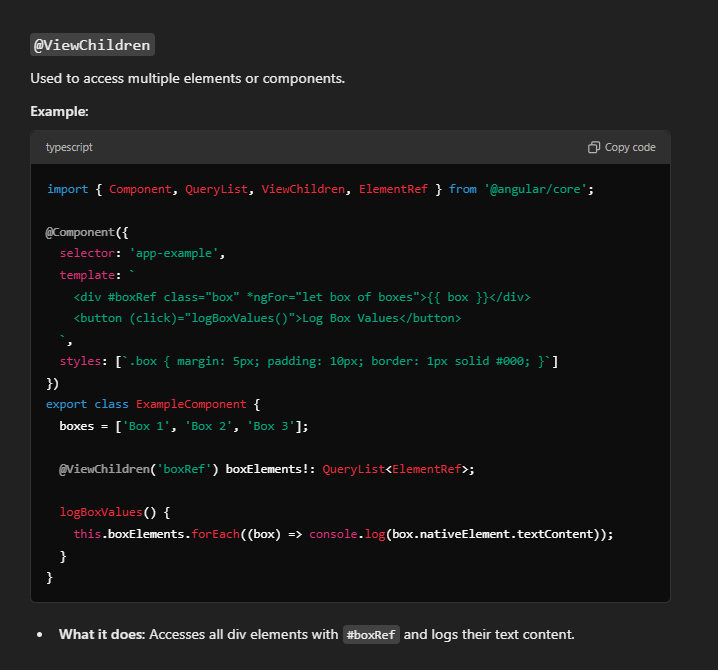 @ViewChildren
Used to access multiple elements or components.
Example:
typescript
Copy code
import { Component, QueryList, ViewChildren, ElementRef } from '@angular/core';
@Component({
  selector: 'app-example',
  template: `
    <div #boxRef class="box" *ngFor="let box of boxes">{{ box }}</div>
    <button (click)="logBoxValues()">Log Box Values</button>
  `,
  styles: [`.box { margin: 5px; padding: 10px; border: 1px solid #000; }`]
})
export class ExampleComponent {
  boxes = ['Box 1', 'Box 2', 'Box 3'];
  @ViewChildren('boxRef') boxElements!: QueryList<ElementRef>;
  logBoxValues() {
    this.boxElements.forEach((box) => console.log(box.nativeElement.textContent));
  }
}
• What it does: Accesses all div elements with #boxRef and logs their text content.